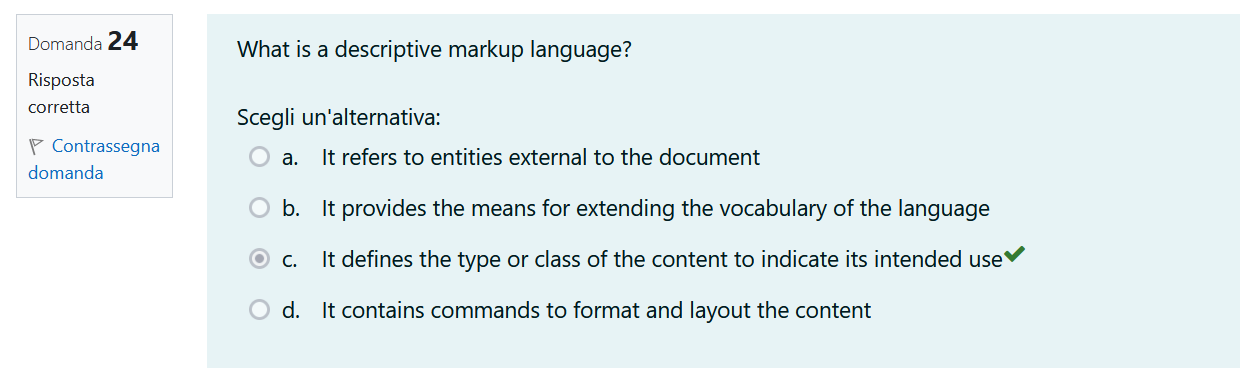 Domanda 24
Risposta
corretta
Contrassegna
domanda
What is a descriptive markup language?
Scegli un'alternativa:
a. It refers to entities external to the document
b. It provides the means for extending the vocabulary of the language
c. It defines the type or class of the content to indicate its intended use
d. It contains commands to format and layout the content